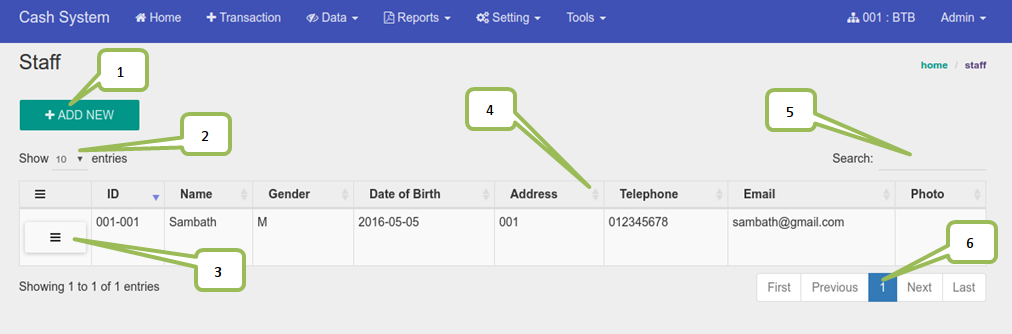 Cash System Home Transaction Data Reports Setting Tools 001 : BTB Admin
Staff
home / staff
1
ADD NEW
4
5
2
Show 10 entries
Search:
ID Name Gender Date of Birth Address Telephone Email Photo
001-001 Sambath M 2016-05-05 001 012345678 sambath@gmail.com
3
6
Showing 1 to 1 of 1 entries
First Previous 1 Next Last